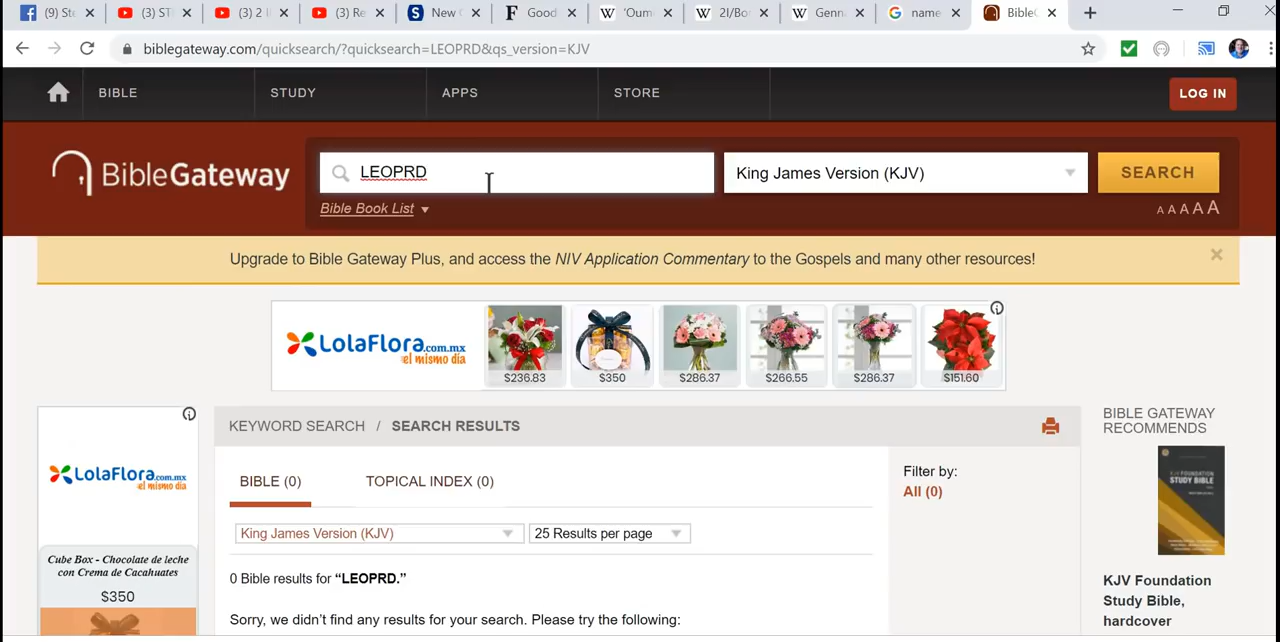 (9) Ste
(3) ST
(3) 2 I
(3) Re
New
Good
'Oum
2I/Bo
Genn
name
Bible
biblegateway.com/quicksearch/?quicksearch=LEOPRD&qs_version=KJV
BIBLE
STUDY
APPS
STORE
LOG IN
BibleGateway
LEOPRD
King James Version (KJV)
SEARCH
Bible Book List
A A A A A
Upgrade to Bible Gateway Plus, and access the NIV Application Commentary to the Gospels and many other resources!
LolaFlora.com.mx
el mismo día
$236.83
$350
$286.37
$266.55
$286.37
$151.60
LolaFlora.com.mx
el mismo día
Cube Box - Chocolate de leche
con Crema de Cacahuates
$350
KEYWORD SEARCH / SEARCH RESULTS
BIBLE (0)
TOPICAL INDEX (0)
King James Version (KJV)
25 Results per page
0 Bible results for “LEOPRD.”
Sorry, we didn't find any results for your search. Please try the following:
Filter by:
All (0)
BIBLE GATEWAY
RECOMMENDS
KJV FOUNDATION
STUDY BIBLE
KJV Foundation
Study Bible,
hardcover